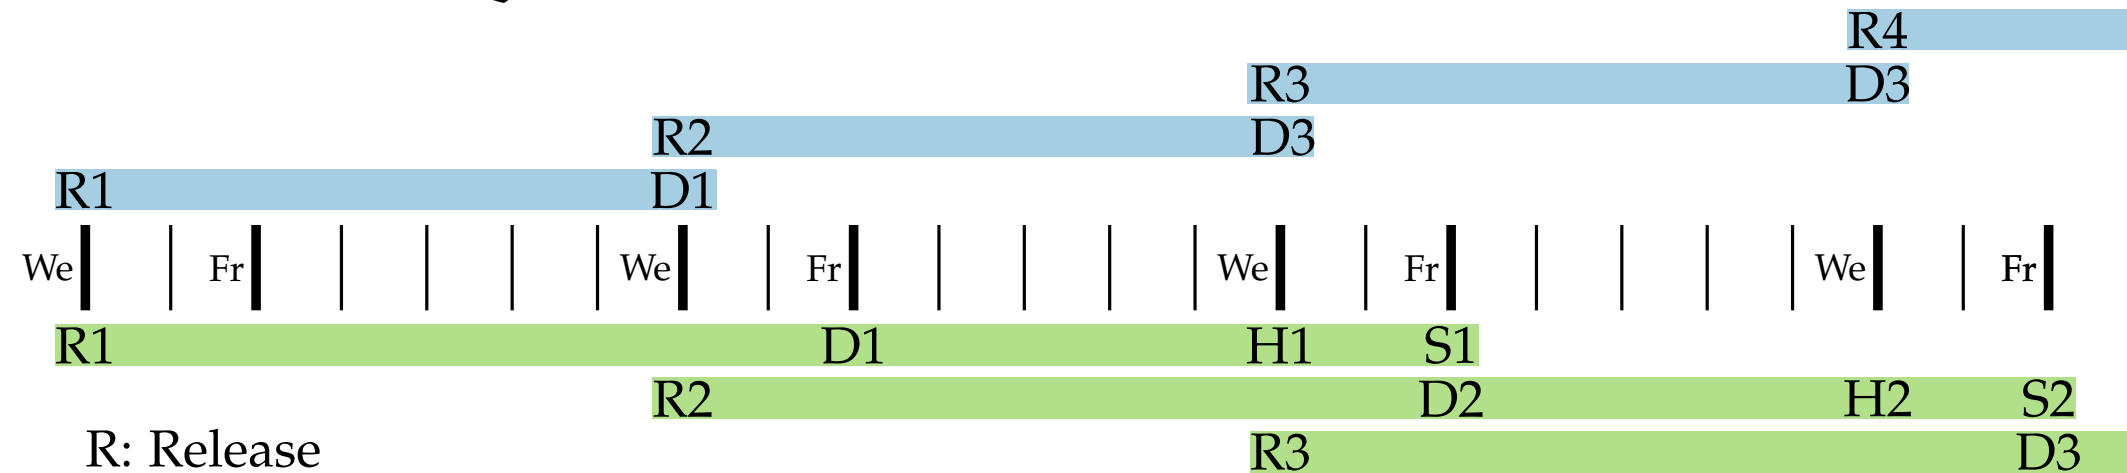 R4
R3 D3
R2 D3
R1 D1
We Fr We Fr We Fr We Fr
R1 D1 H1 S1
R2 D2 H2 S2
R: Release R3 D3